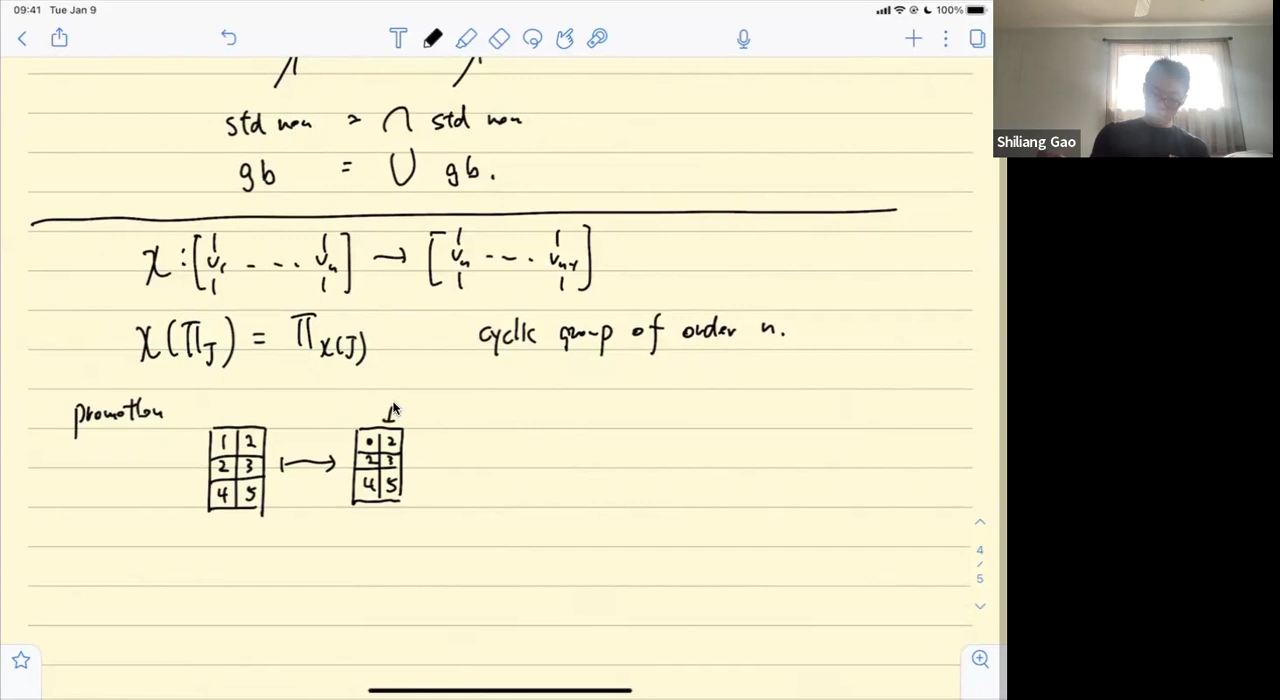 09:41 Tue Jan 9
100%
Shiliang Gao
std mon = ∩ std mon
gb = ∪ gb.
χ : [v₁ - ... vₙ] → [vₙ --. vₙ₋₁]
χ(Π_J) = Π_χ(J) cyclic group of order n.
promotion
1 2 ↦ • 2
2 3 2 3
4 5 4 5
4
/
5